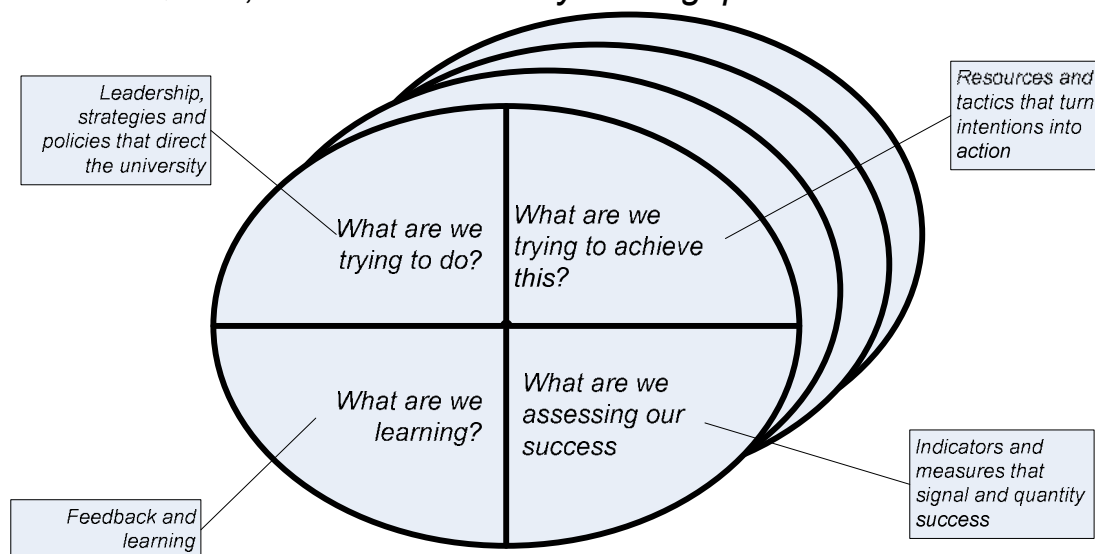 Leadership,
strategies and
policies that direct
the university
Resources and
tactics that turn
intentions into
action
What are we
trying to do?
What are we
trying to achieve
this?
What are we
learning?
What are we
assessing our
success
Feedback and
learning
Indicators and
measures that
signal and quantity
success